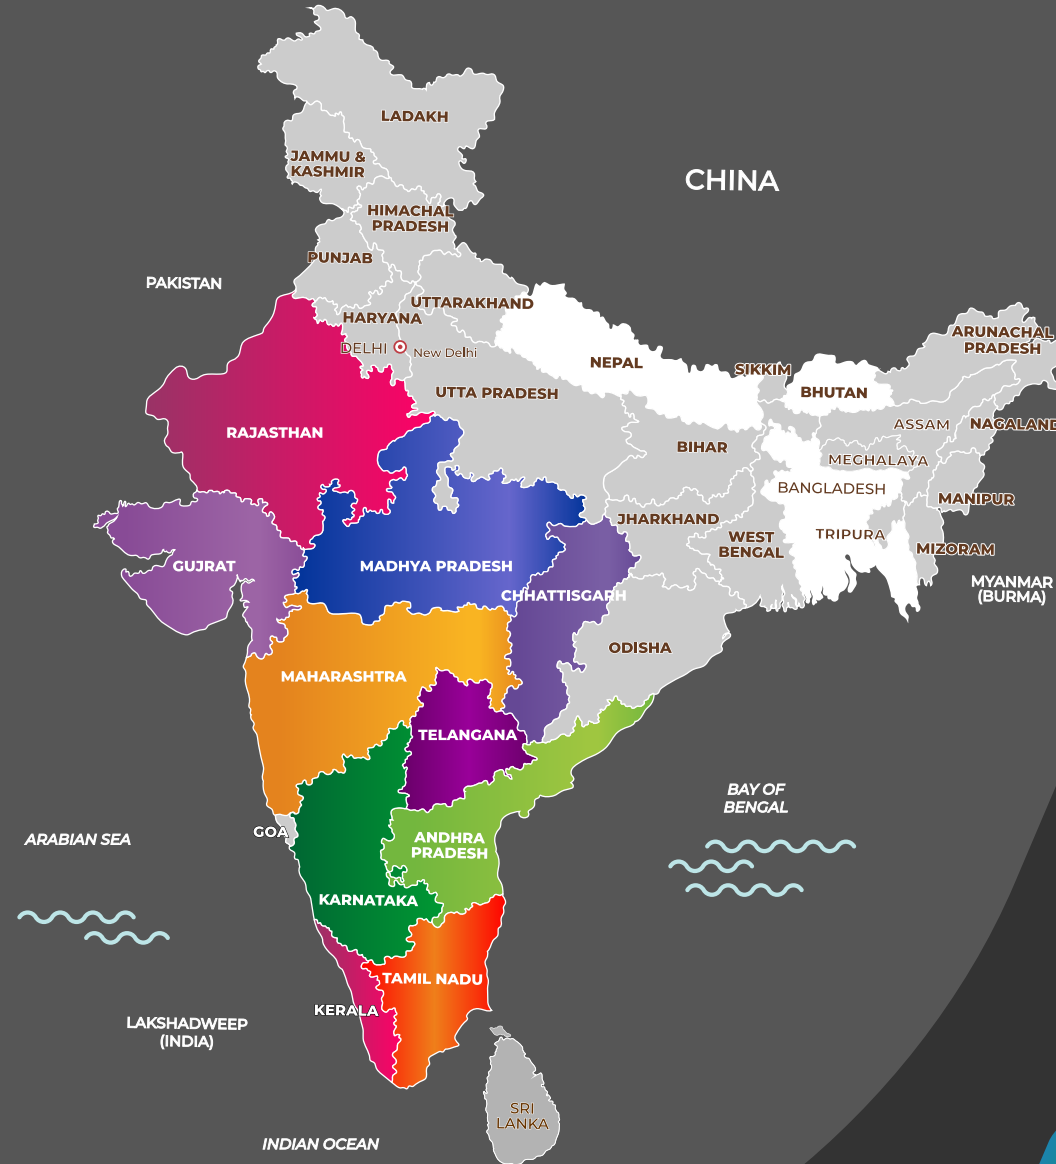 LADAKH
JAMMU &
KASHMIR
CHINA
HIMACHAL
PRADESH
PUNJAB
PAKISTAN
UTTARAKHAND
HARYANA
DELHI
New Delhi
ARUNACHAL
PRADESH
NEPAL
SIKKIM
BHUTAN
UTTA PRADESH
ASSAM
NAGALAND
RAJASTHAN
BIHAR
MEGHALAYA
BANGLADESH
MANIPUR
JHARKHAND
WEST
BENGAL
TRIPURA
MIZORAM
GUJRAT
MADHYA PRADESH
MYANMAR
(BURMA)
CHHATTISGARH
ODISHA
MAHARASHTRA
TELANGANA
BAY OF
BENGAL
GOA
ARABIAN SEA
ANDHRA
PRADESH
KARNATAKA
TAMIL NADU
KERALA
LAKSHADWEEP
(INDIA)
SRI
LANKA
INDIAN OCEAN